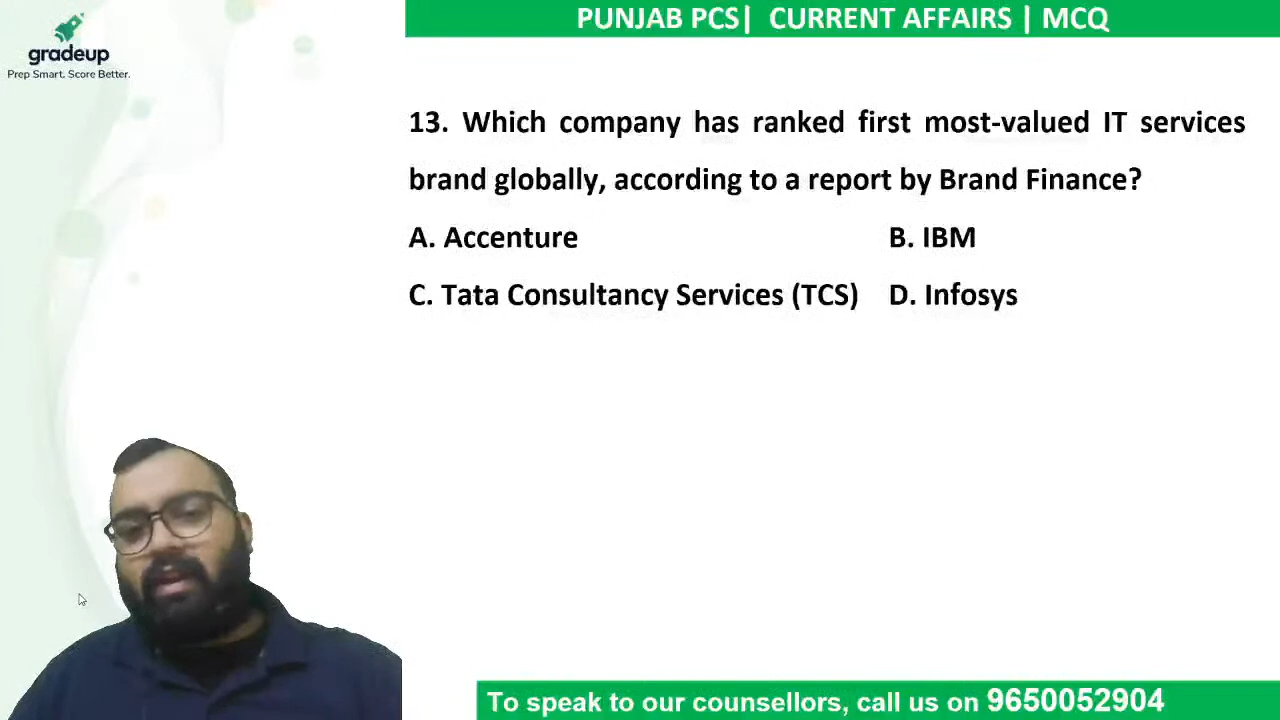 gradeup
Prep Smart. Score Better.
PUNJAB PCS| CURRENT AFFAIRS | MCQ
13. Which company has ranked first most-valued IT services
brand globally, according to a report by Brand Finance?
A. Accenture B. IBM
C. Tata Consultancy Services (TCS) D. Infosys
To speak to our counsellors, call us on 9650052904